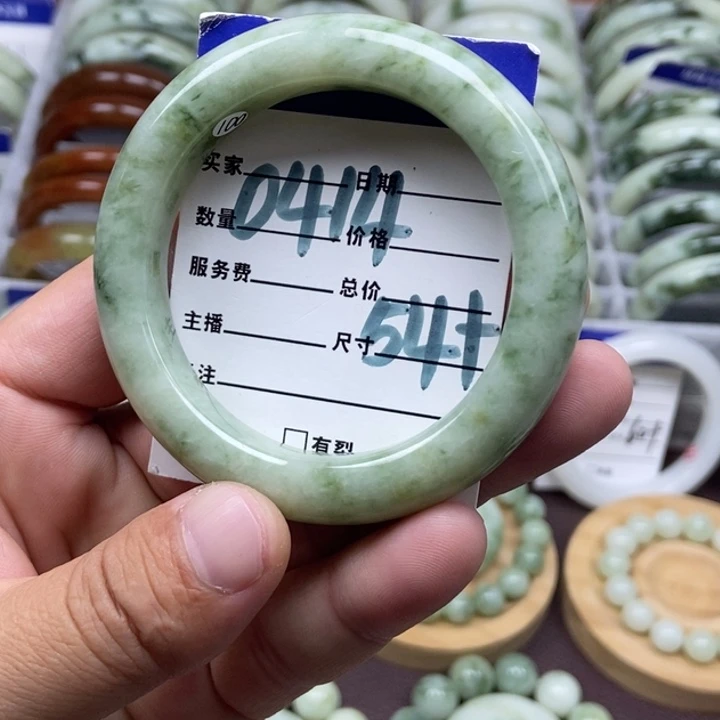 100
买家 日期
0414
数量 价格
服务费 总价
主播 尺寸 54+
注
有裂